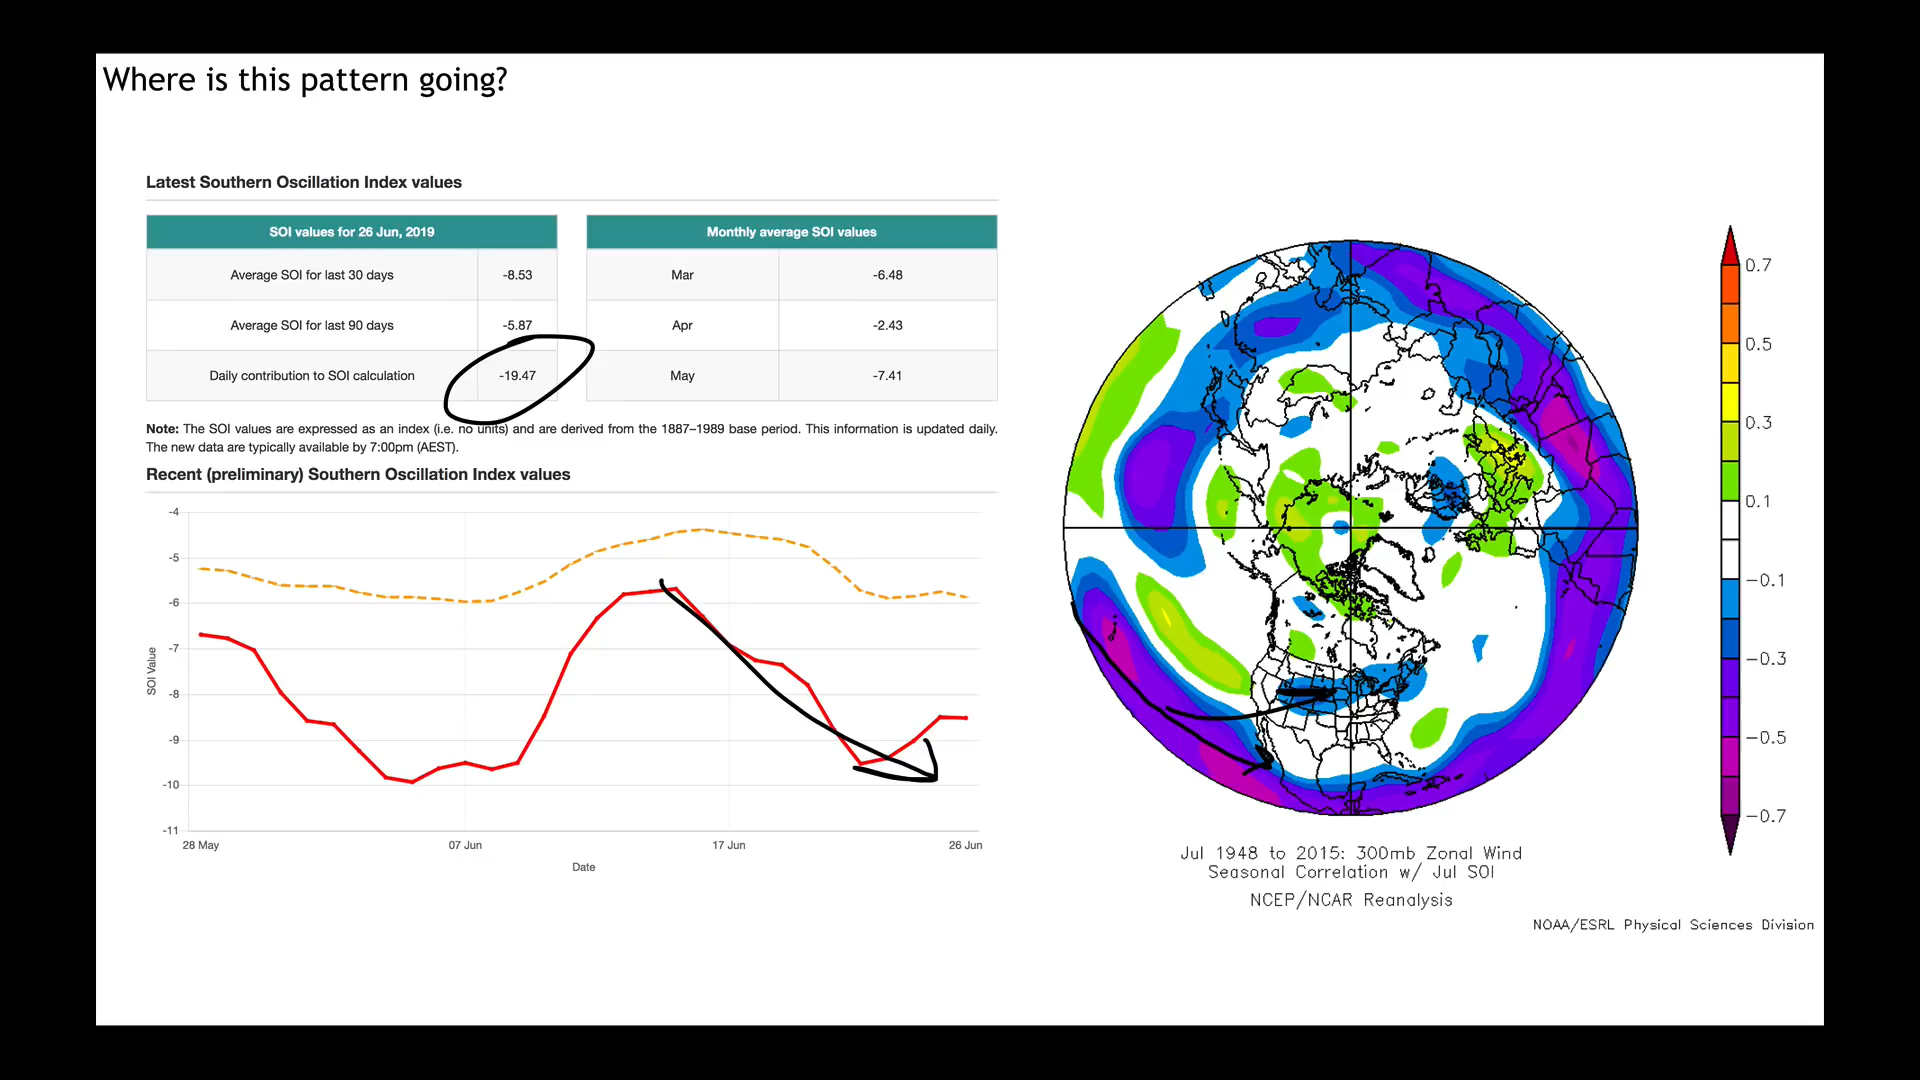 Where is this pattern going?
Latest Southern Oscillation Index values
SOI values for 26 Jun, 2019
Average SOI for last 30 days -8.53
Average SOI for last 90 days -5.87
Daily contribution to SOI calculation -19.47
Monthly average SOI values
Mar -6.48
Apr -2.43
May -7.41
Note: The SOI values are expressed as an index (i.e. no units) and are derived from the 1887–1989 base period. This information is updated daily.
The new data are typically available by 7:00pm (AEST).
Recent (preliminary) Southern Oscillation Index values
-4
-5
-6
-7
-8
-9
-10
-11
SOI Value
28 May 07 Jun 17 Jun 26 Jun
Date
0.7
0.5
0.3
0.1
-0.1
-0.3
-0.5
-0.7
Jul 1948 to 2015: 300mb Zonal Wind
Seasonal Correlation w/ Jul SOI
NCEP/NCAR Reanalysis
NOAA/ESRL Physical Sciences Division